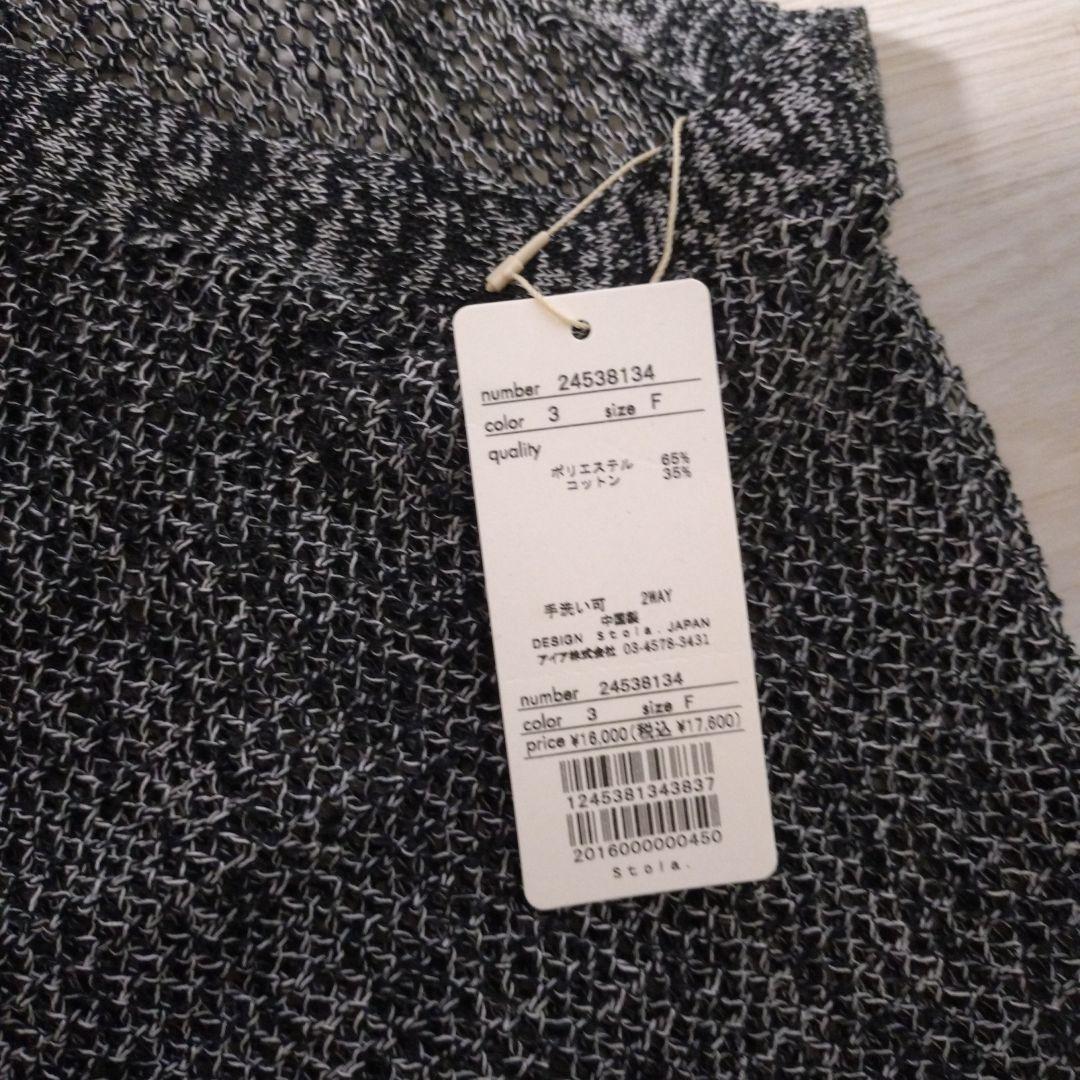 number 24538134
color 3 size F
quality
ポリエステル 65%
コットン 35%
手洗い可 2WAY
中国製
DESIGN Stola. JAPAN
アイア株式会社 03-4578-3431
number 24538134
color 3 size F
price ¥16,000(税込 ¥17,600)
1245381343837
2016000000450
Stola.